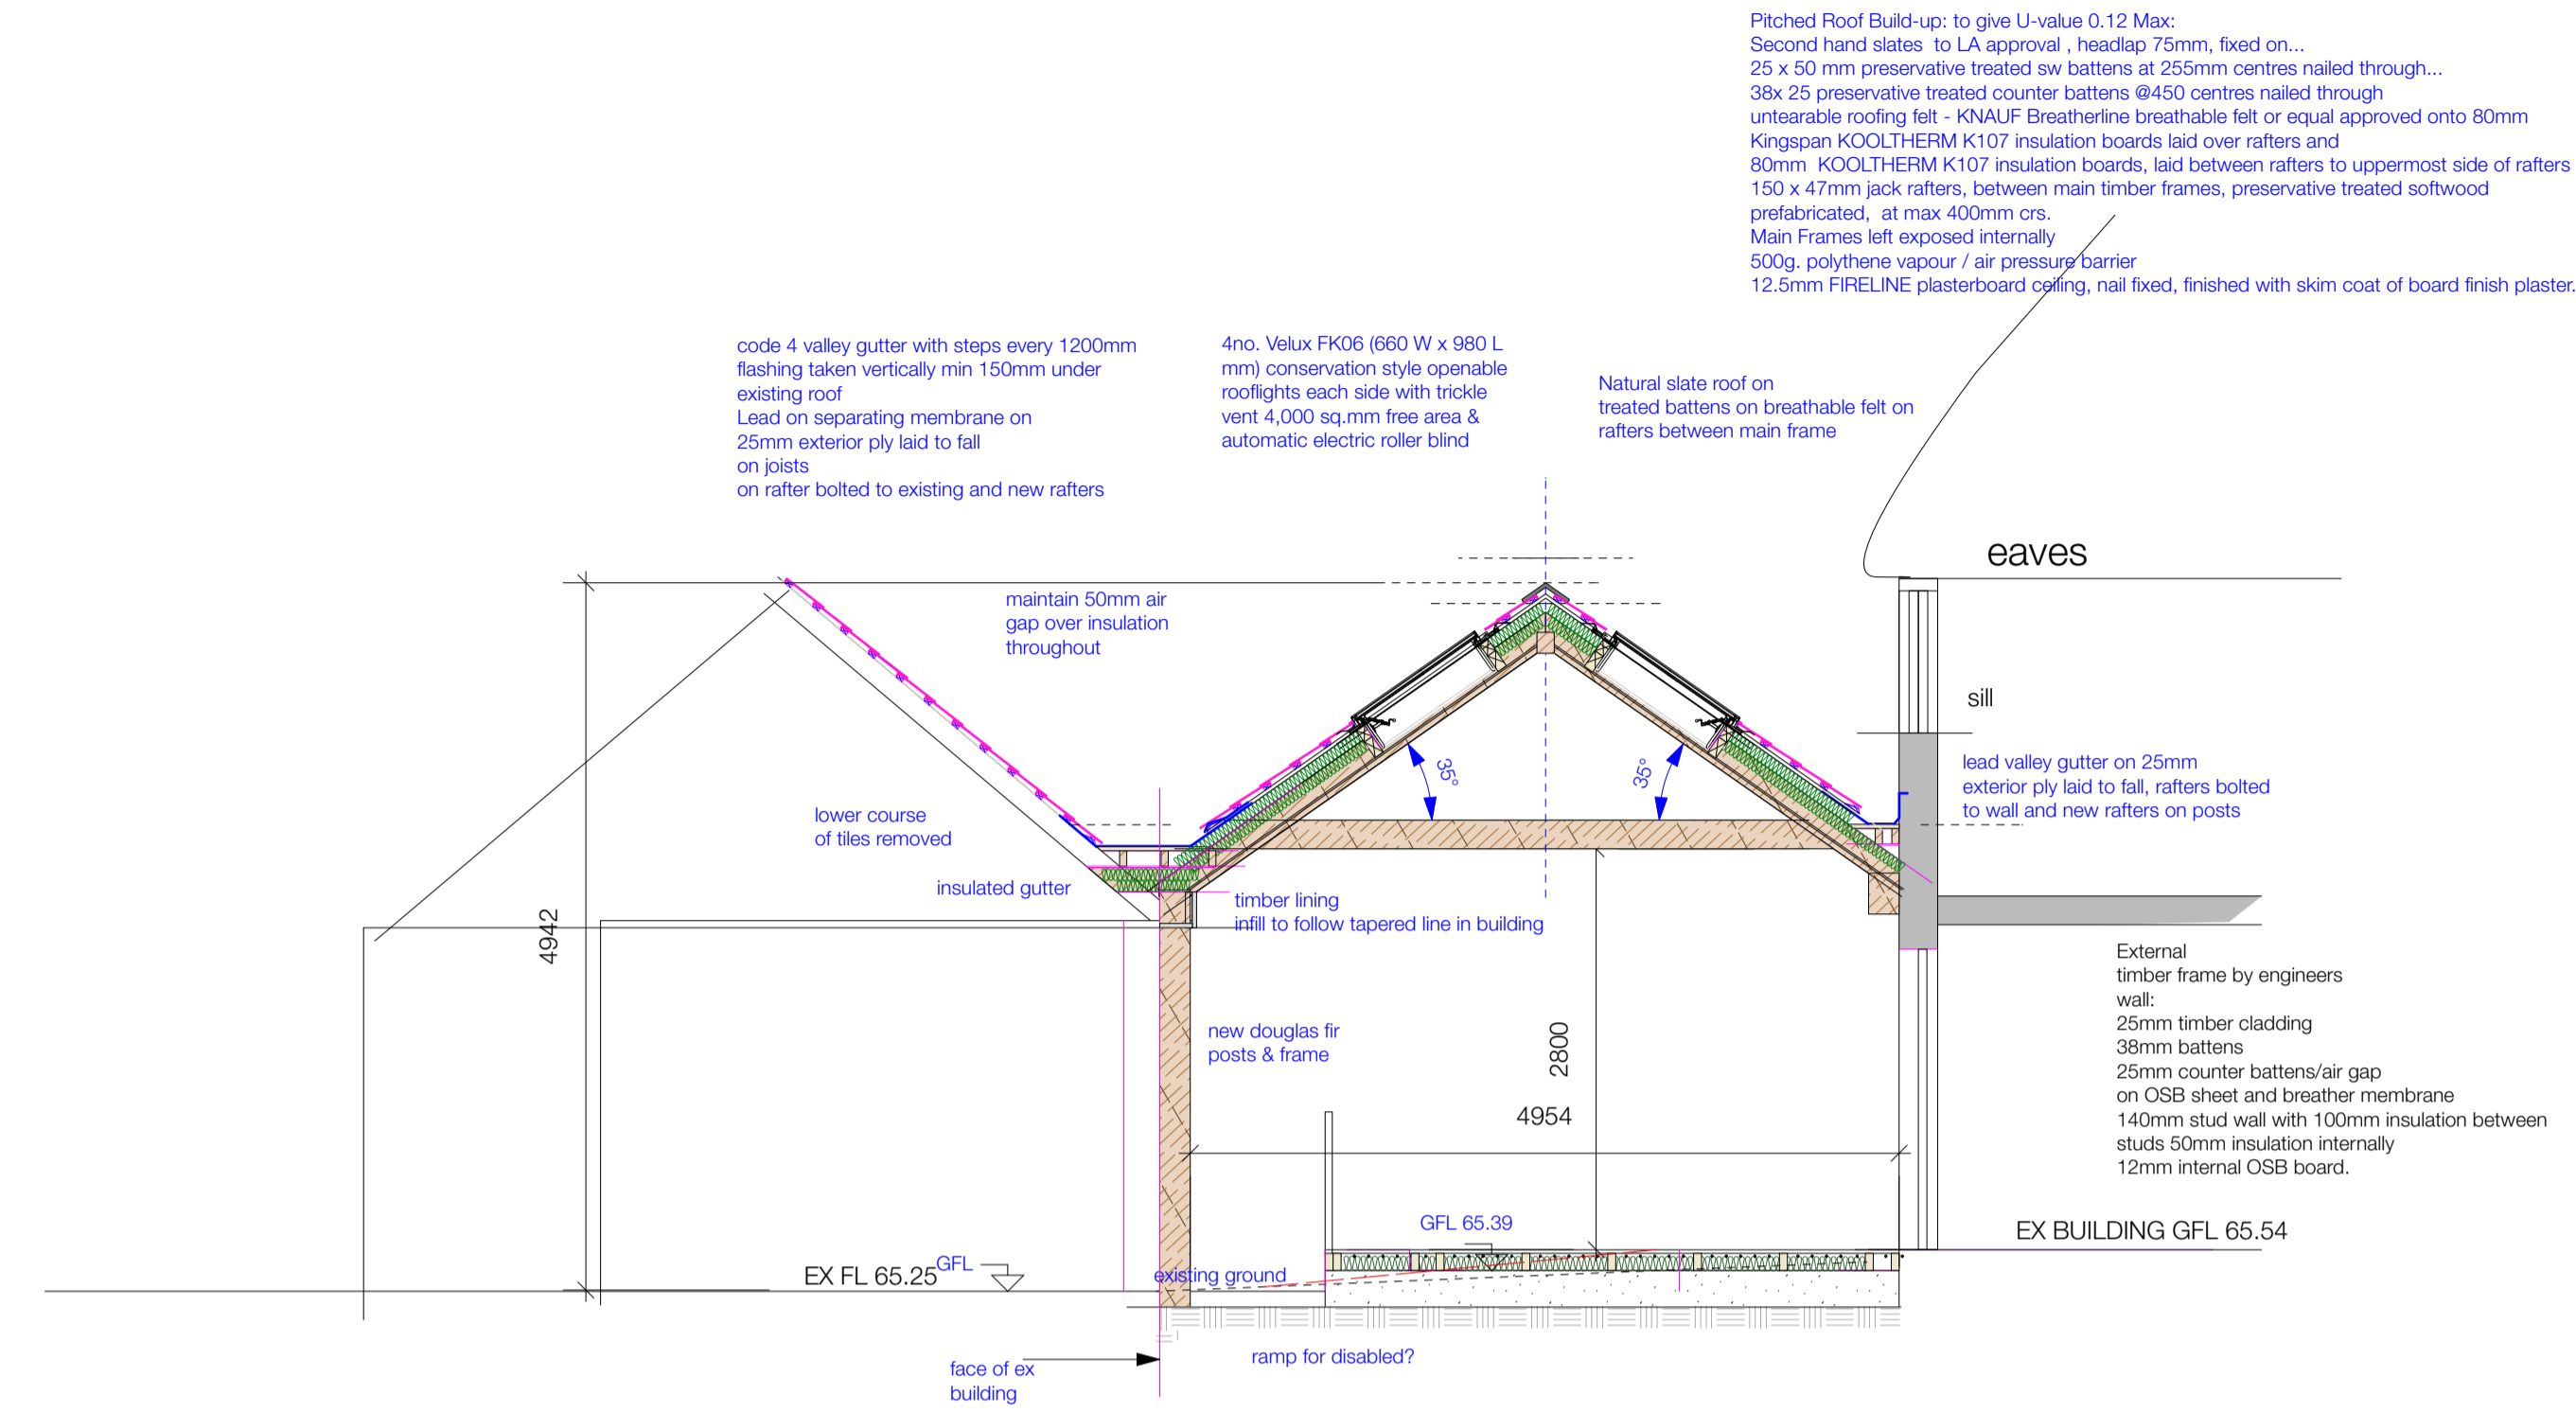 Pitched Roof Build-up: to give U-value 0.12 Max:
Second hand slates to LA approval , headlap 75mm, fixed on...
25 x 50 mm preservative treated sw battens at 255mm centres nailed through...
38x 25 preservative treated counter battens @450 centres nailed through
untearable roofing felt - KNAUF Breatherline breathable felt or equal approved onto 80mm
Kingspan KOOLTHERM K107 insulation boards laid over rafters and
80mm KOOLTHERM K107 insulation boards, laid between rafters to uppermost side of rafters
150 x 47mm jack rafters, between main timber frames, preservative treated softwood
prefabricated, at max 400mm crs.
Main Frames left exposed internally
500g. polythene vapour / air pressure barrier
12.5mm FIRELINE plasterboard ceiling, nail fixed, finished with skim coat of board finish plaster.
code 4 valley gutter with steps every 1200mm
flashing taken vertically min 150mm under
existing roof
Lead on separating membrane on
25mm exterior ply laid to fall
on joists
on rafter bolted to existing and new rafters
4no. Velux FK06 (660 W x 980 L
mm) conservation style openable
rooflights each side with trickle
vent 4,000 sq.mm free area &
automatic electric roller blind
Natural slate roof on
treated battens on breathable felt on
rafters between main frame
eaves
maintain 50mm air
gap over insulation
throughout
sill
35°
35°
lead valley gutter on 25mm
exterior ply laid to fall, rafters bolted
to wall and new rafters on posts
lower course
of tiles removed
insulated gutter
timber lining
infill to follow tapered line in building
4942
External
timber frame by engineers
wall:
25mm timber cladding
38mm battens
25mm counter battens/air gap
on OSB sheet and breather membrane
140mm stud wall with 100mm insulation between
studs 50mm insulation internally
12mm internal OSB board.
new douglas fir
posts & frame
2800
4954
GFL 65.39
EX BUILDING GFL 65.54
EX FL 65.25
GFL
existing ground
face of ex
building
ramp for disabled?